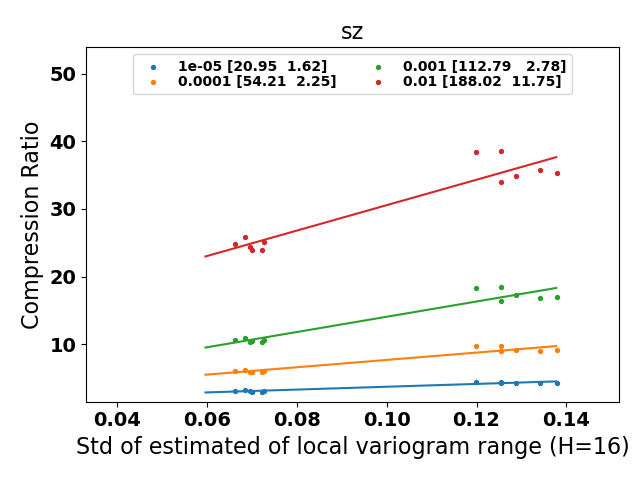 sz
1e-05 [20.95  1.62]
0.0001 [54.21  2.25]
0.001 [112.79   2.78]
0.01 [188.02  11.75]
Compression Ratio
50
40
30
20
10
0.04 0.06 0.08 0.10 0.12 0.14
Std of estimated of local variogram range (H=16)